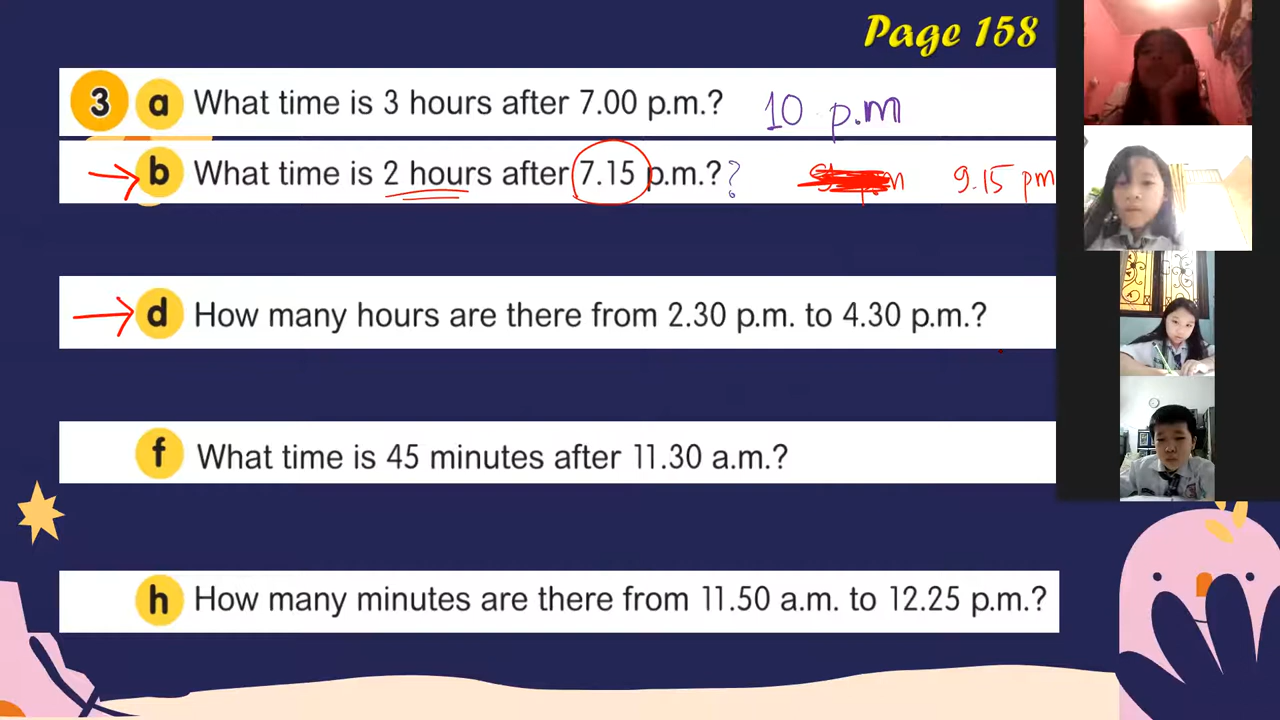 Page 158
3 a What time is 3 hours after 7.00 p.m.? 10 p.m
b What time is 2 hours after 7.15 p.m.?? 9.15 pm
d How many hours are there from 2.30 p.m. to 4.30 p.m.?
f What time is 45 minutes after 11.30 a.m.?
h How many minutes are there from 11.50 a.m. to 12.25 p.m.?